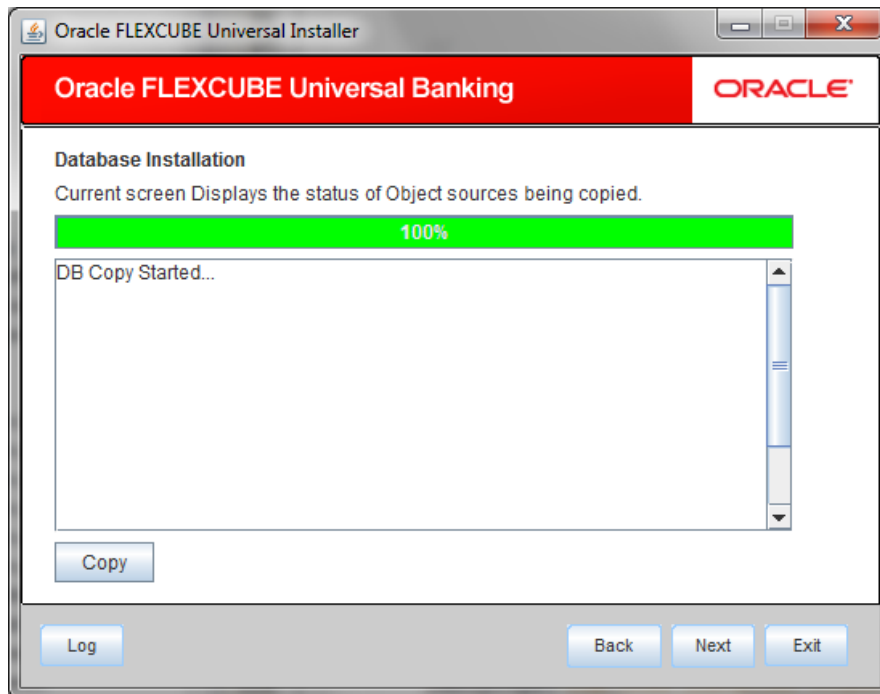 Oracle FLEXCUBE Universal Installer
Oracle FLEXCUBE Universal Banking
ORACLE
Database Installation
Current screen Displays the status of Object sources being copied.
100%
DB Copy Started...
Copy
Log
Back
Next
Exit